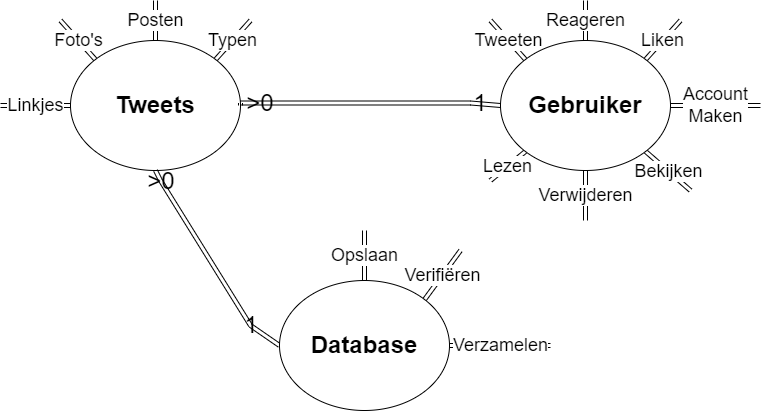 Posten
Foto's
Typen
Linkjes
Tweets
>0
>0
Reageren
Tweeten
Liken
1
Gebruiker
Account
Maken
Lezen
Bekijken
Verwijderen
Opslaan
Verifiëren
1
Database
Verzamelen